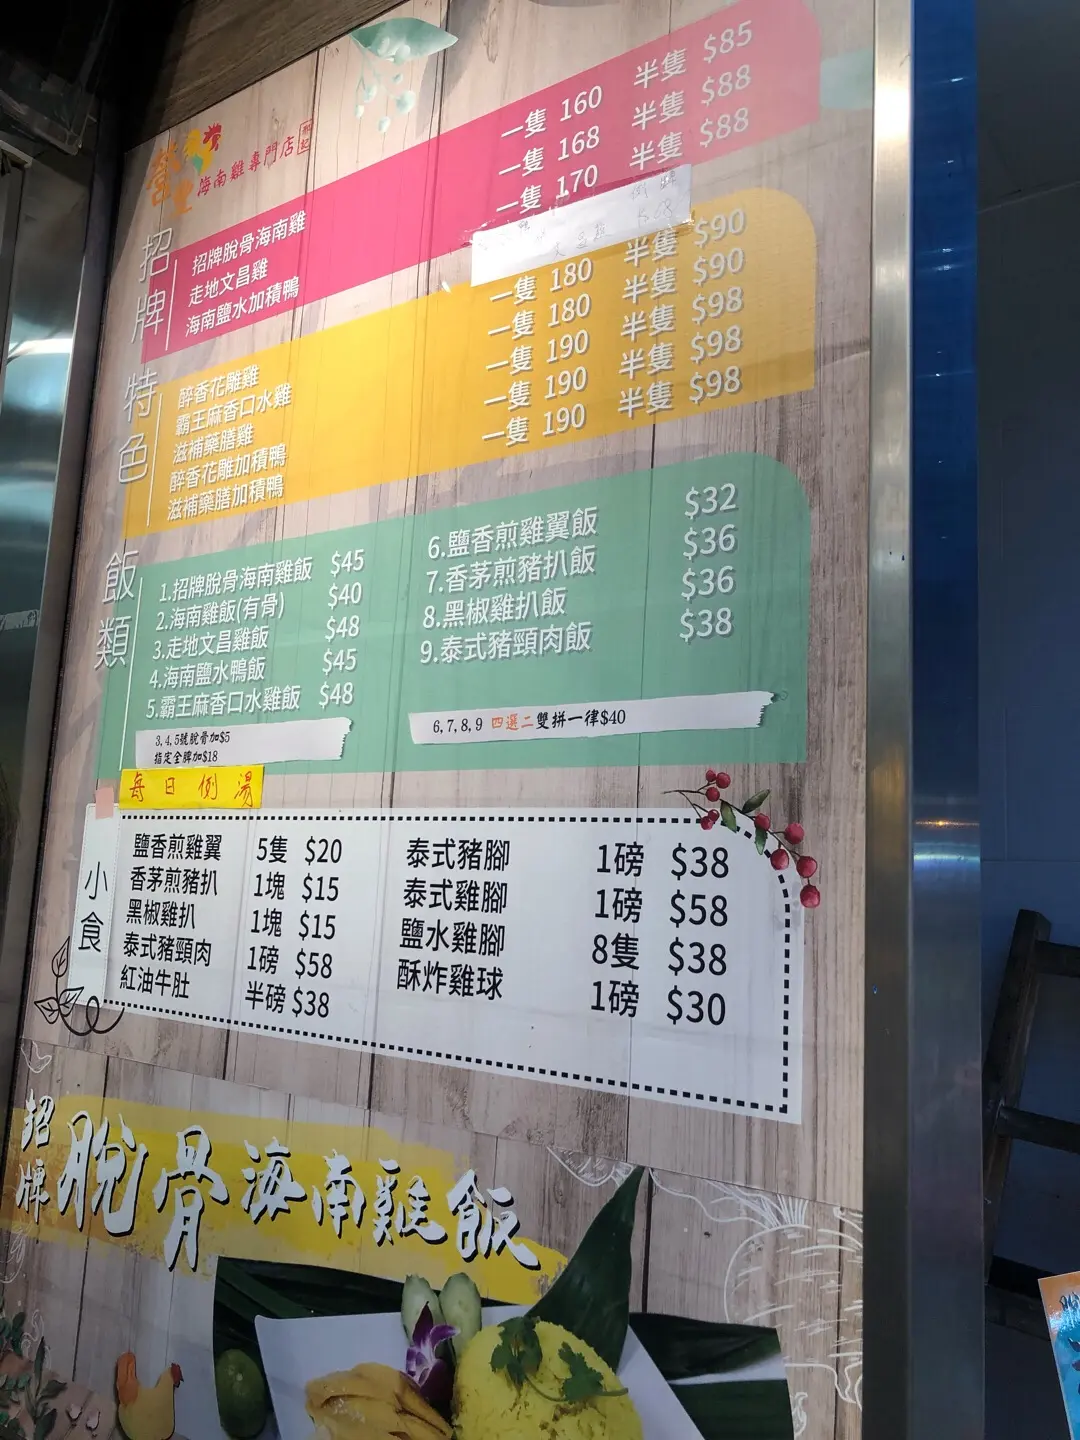 海南雞專門店
招牌
招牌脫骨海南雞 一隻 160 半隻 $85
走地文昌雞 一隻 168 半隻 $88
海南鹽水加積鴨 一隻 170 半隻 $88
特色
醉香花雕雞 一隻 180 半隻 $90
霸王麻香口水雞 一隻 180 半隻 $90
滋補藥膳雞 一隻 190 半隻 $98
醉香花雕加積鴨 一隻 190 半隻 $98
滋補藥膳加積鴨 一隻 190 半隻 $98
飯類
1.招牌脫骨海南雞飯 $45
2.海南雞飯(有骨) $40
3.走地文昌雞飯 $48
4.海南鹽水鴨飯 $45
5.霸王麻香口水雞飯 $48
3,4,5號脫骨加$5
指定全髀加$18
6.鹽香煎雞翼飯 $32
7.香茅煎豬扒飯 $36
8.黑椒雞扒飯 $36
9.泰式豬頸肉飯 $38
6,7,8,9 四選二雙拼一律$40
每日例湯
小食
鹽香煎雞翼 5隻 $20
香茅煎豬扒 1塊 $15
黑椒雞扒 1塊 $15
泰式豬頸肉 1磅 $58
紅油牛肚 半磅 $38
泰式豬腳 1磅 $38
泰式雞腳 1磅 $58
鹽水雞腳 8隻 $38
酥炸雞球 1磅 $30
招牌脫骨海南雞飯